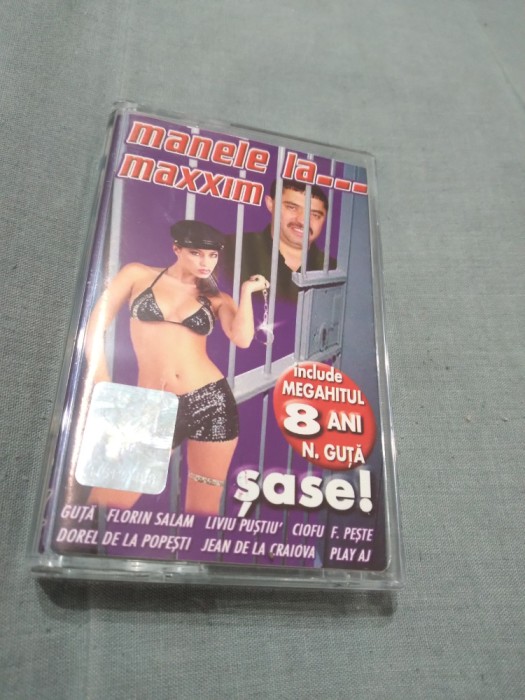 manele la...
maxxim
include
MEGAHITUL
8 ANI
N. GUȚĂ
șase!
GUȚĂ FLORIN SALAM LIVIU PUȘTIU' CIOFU F. PEȘTE
DOREL DE LA POPEȘTI JEAN DE LA CRAIOVA PLAY AJ